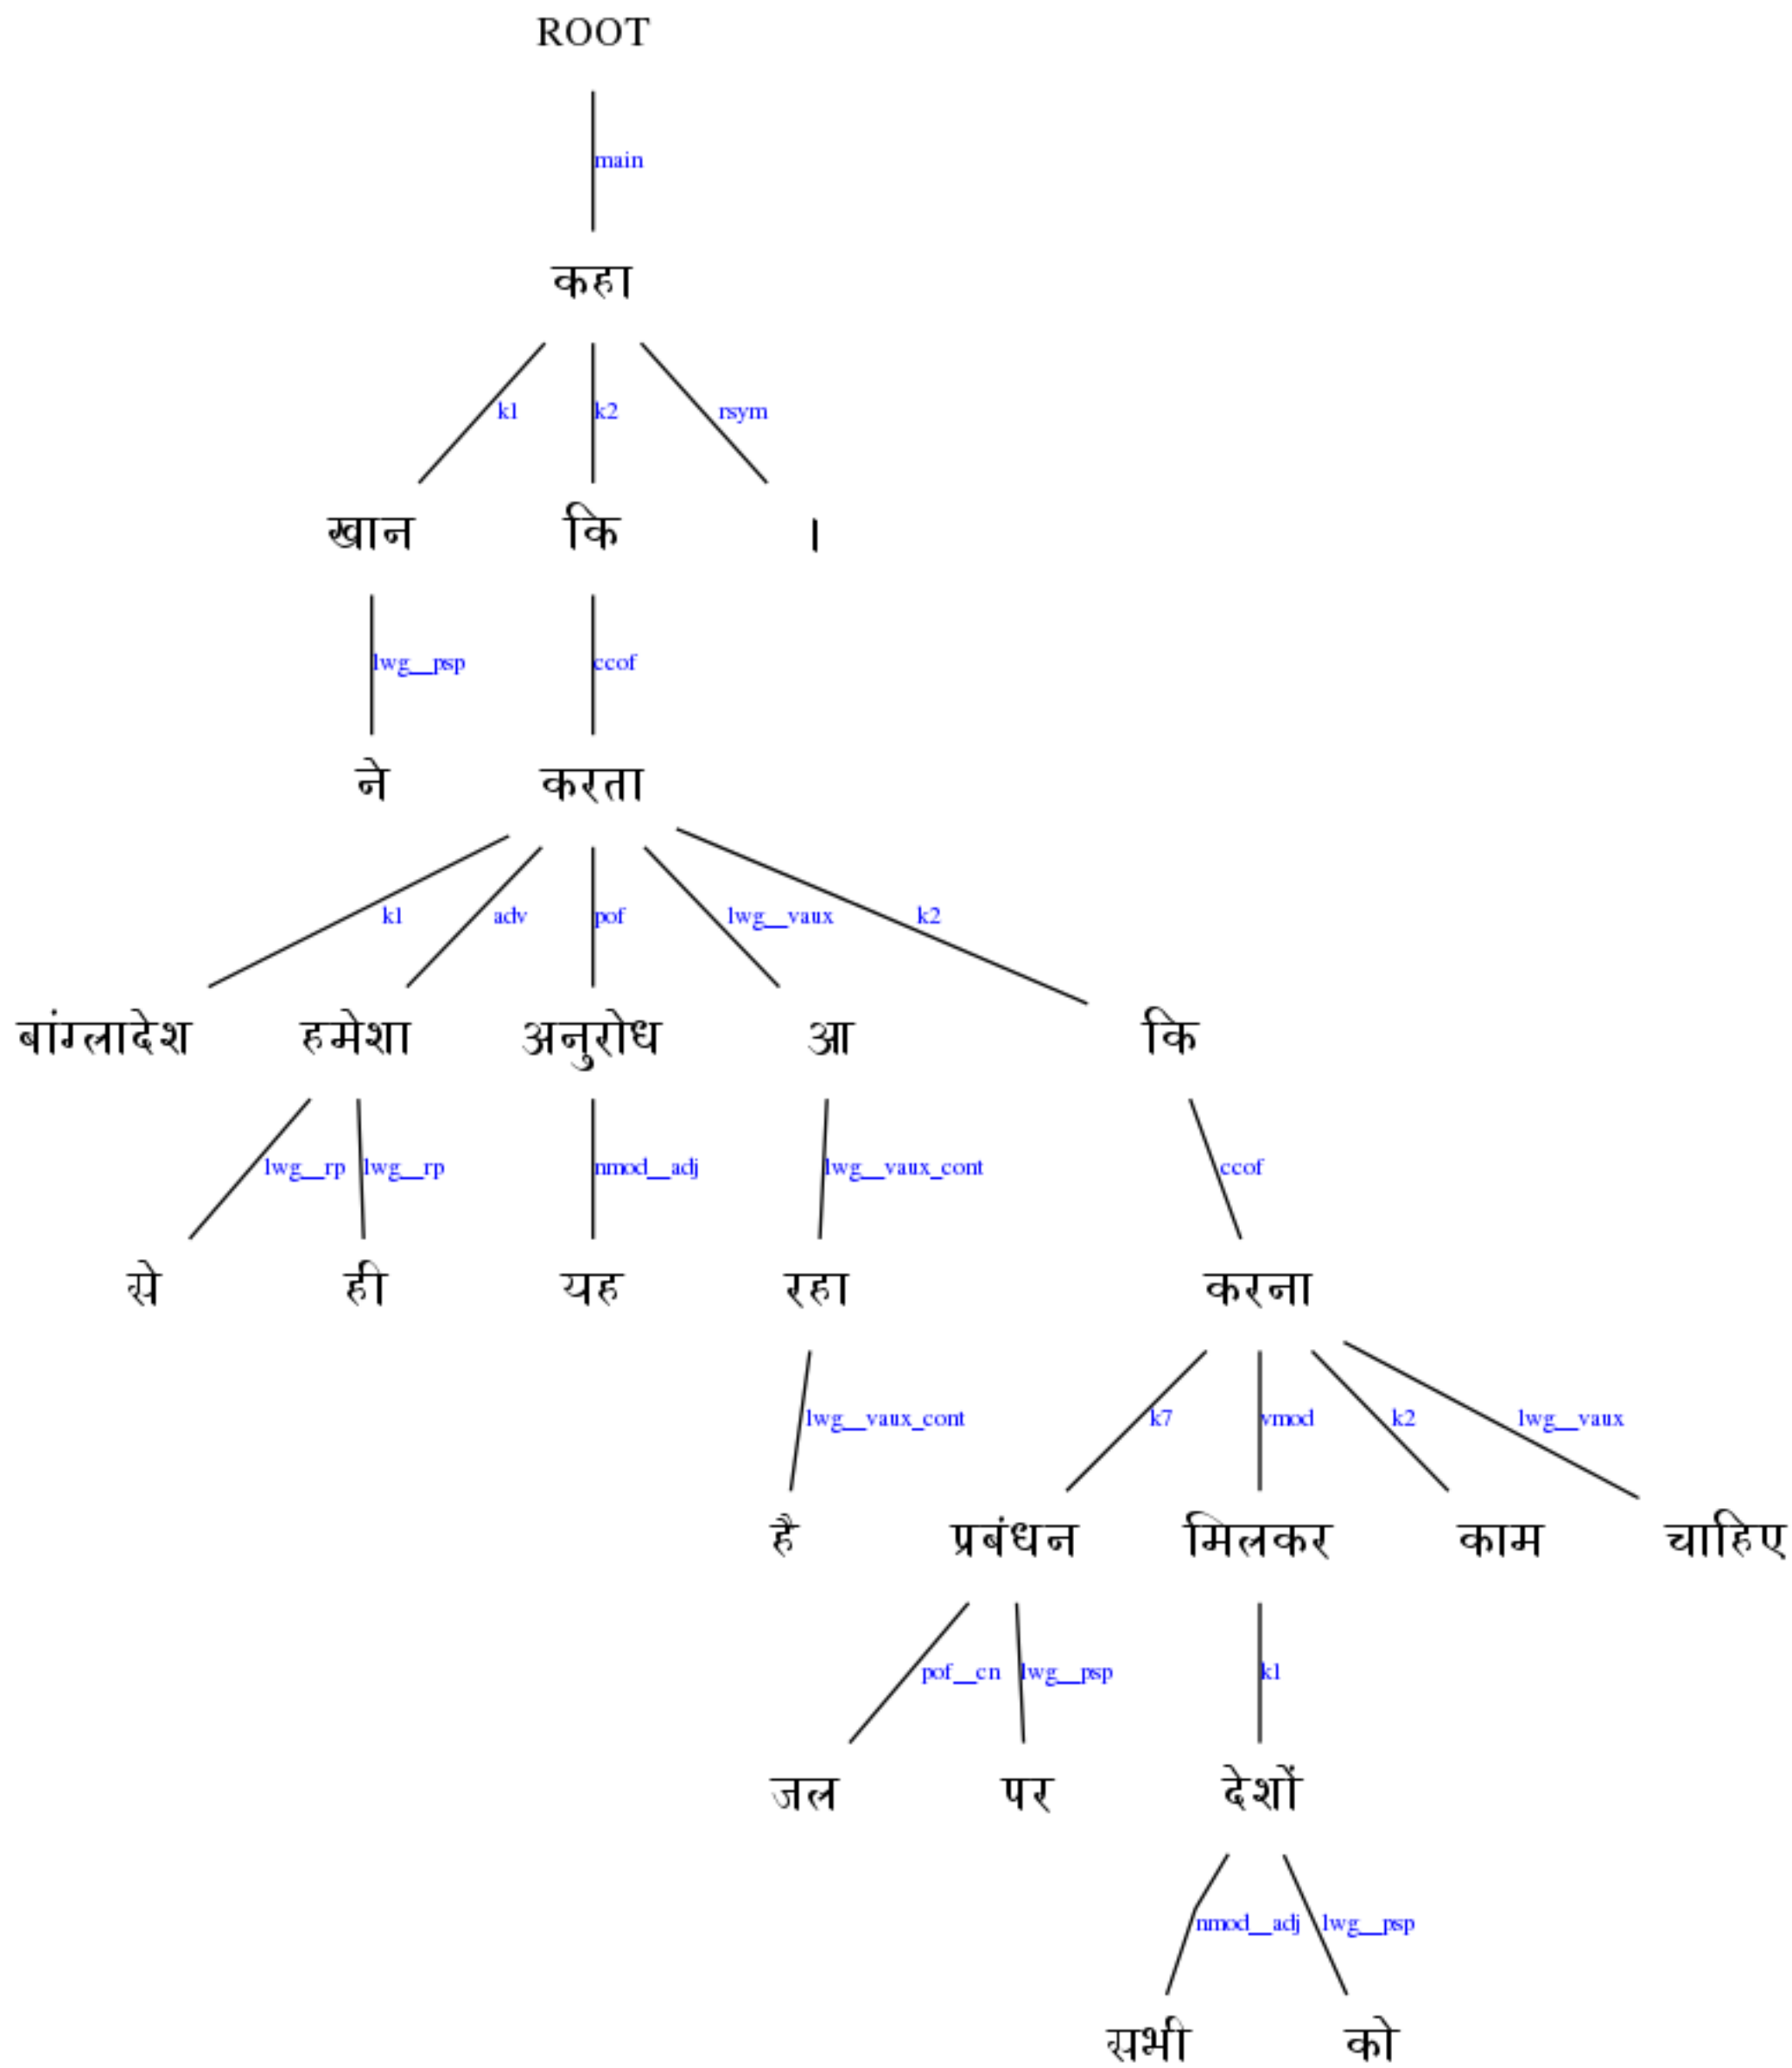 ROOT
main
कहा
k1 k2 rsym
खान कि ।
lwg__psp ccof
ने करता
k1 adv pof lwg__vaux k2
बांग्लादेश हमेशा अनुरोध आ कि
lwg__rp lwg__rp nmod__adj lwg__vaux_cont ccof
से ही यह रहा करना
lwg__vaux_cont k7 vmod k2 lwg__vaux
है प्रबंधन मिलकर काम चाहिए
pof__cn lwg__psp k1
जल पर देशों
nmod__adj lwg__psp
सभी को